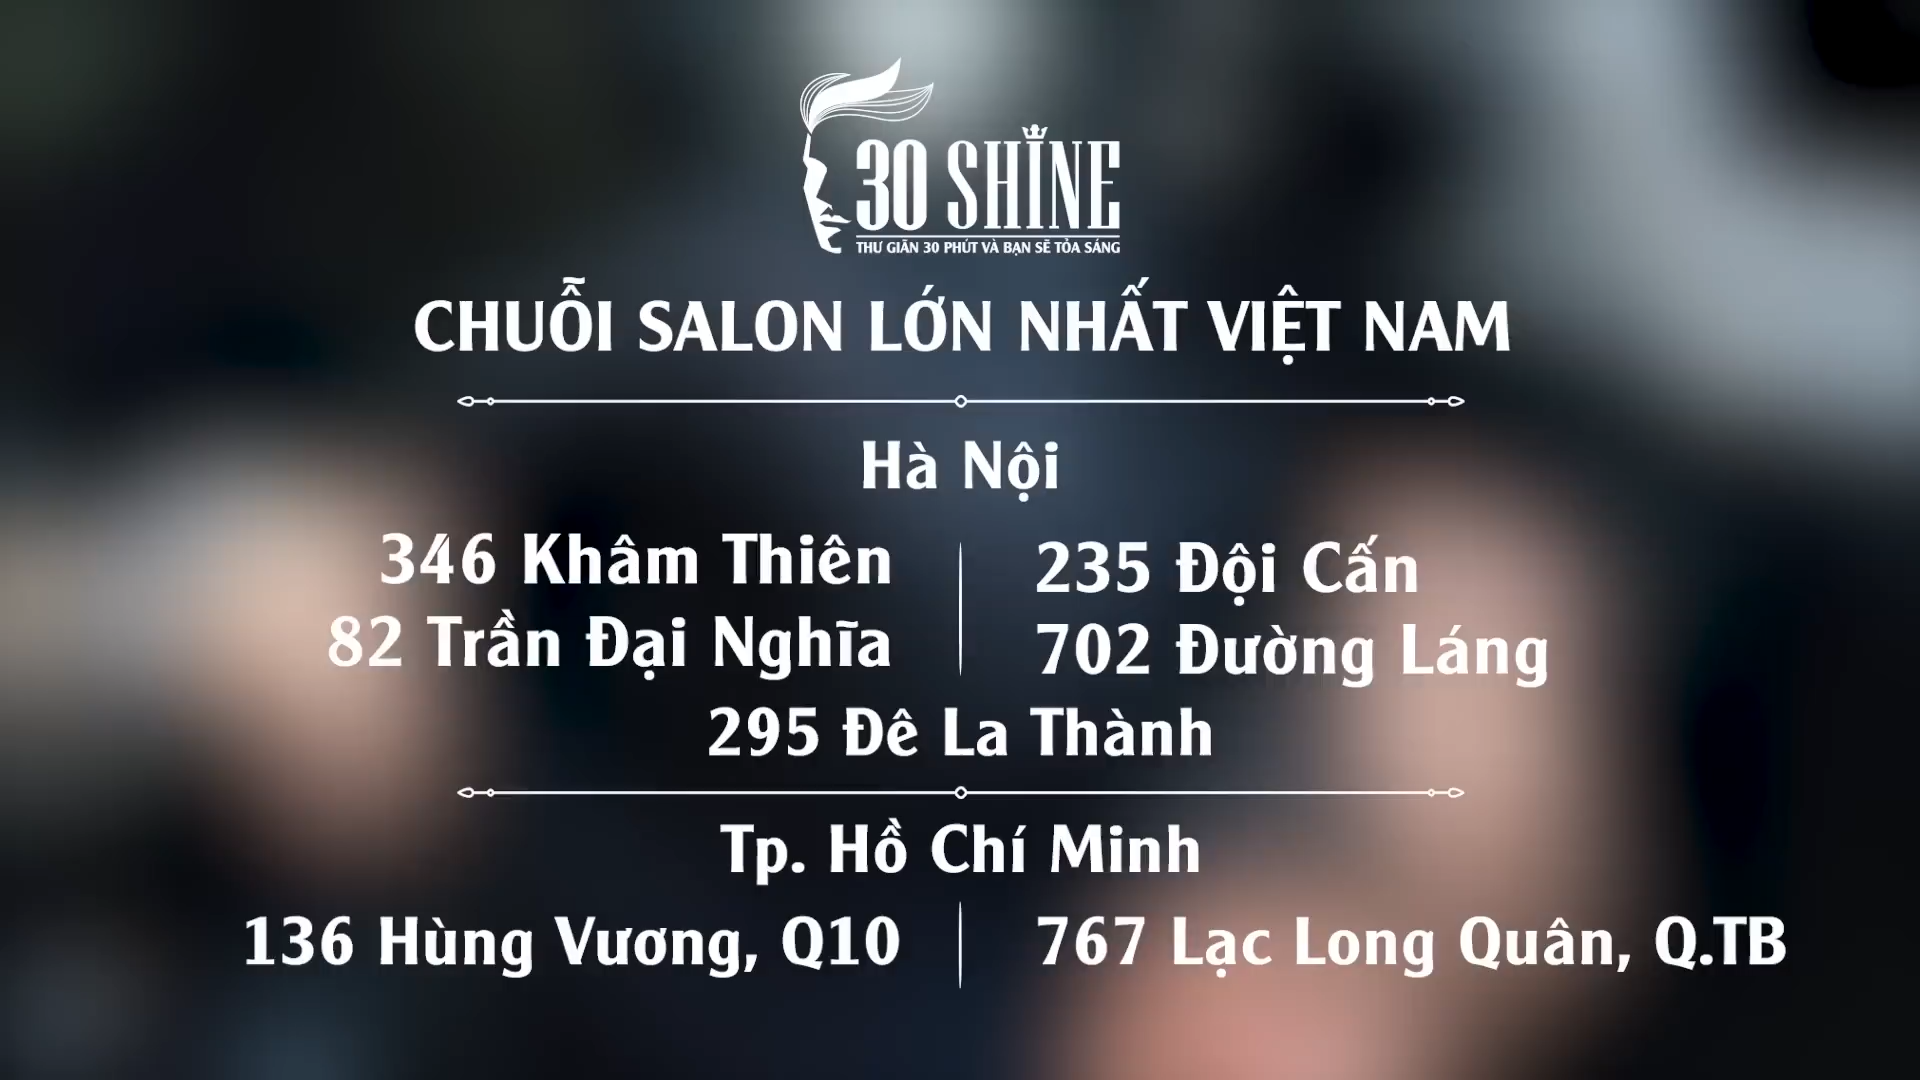 30 SHINE
THƯ GIÃN 30 PHÚT VÀ BẠN SẼ TỎA SÁNG
CHUỖI SALON LỚN NHẤT VIỆT NAM
Hà Nội
346 Khâm Thiên
82 Trần Đại Nghĩa
235 Đội Cấn
702 Đường Láng
295 Đê La Thành
Tp. Hồ Chí Minh
136 Hùng Vương, Q10
767 Lạc Long Quân, Q.TB